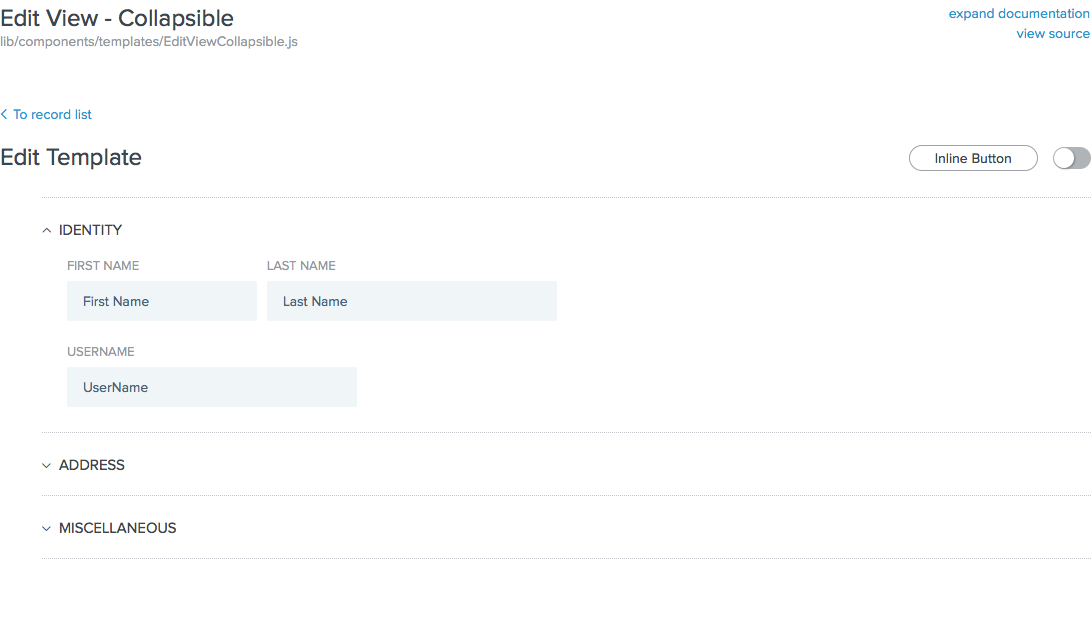 Edit View - Collapsible
expand documentation
lib/components/templates/EditViewCollapsible.js
view source
To record list
Edit Template
Inline Button
IDENTITY
FIRST NAME
LAST NAME
First Name
Last Name
USERNAME
UserName
ADDRESS
MISCELLANEOUS